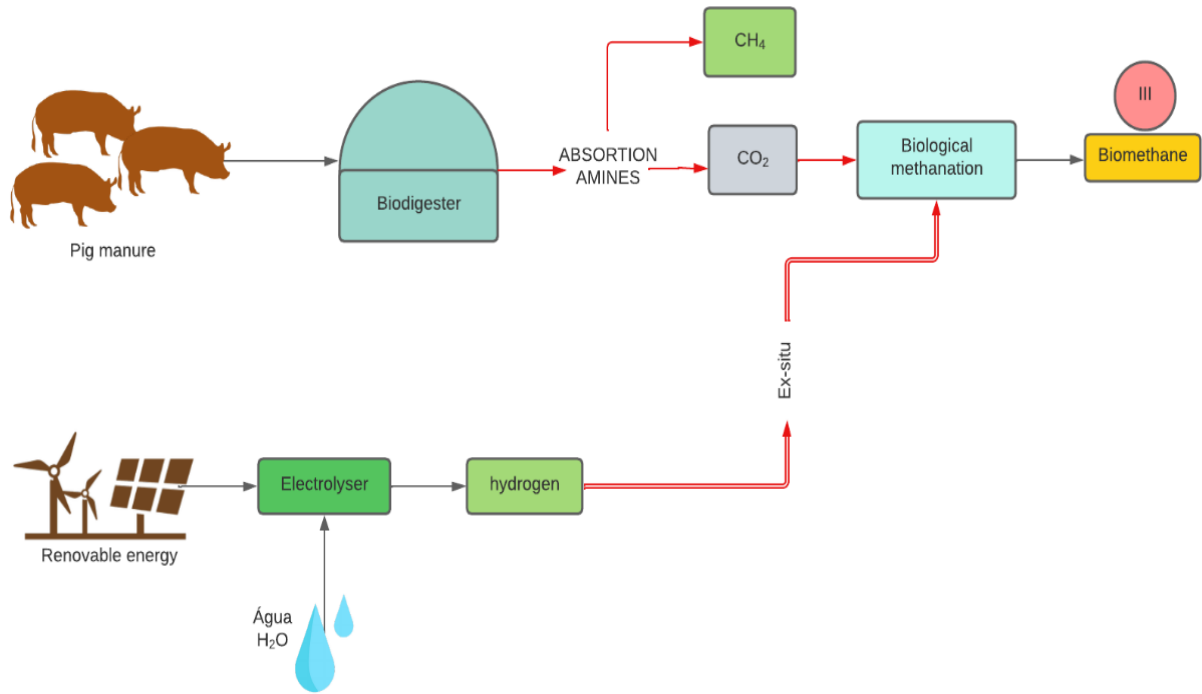 CH₄
III
ABSORTION
AMINES
CO₂
Biological
methanation
Biomethane
Biodigester
Pig manure
Ex-situ
Electrolyser
hydrogen
Renovable energy
Água
H₂O